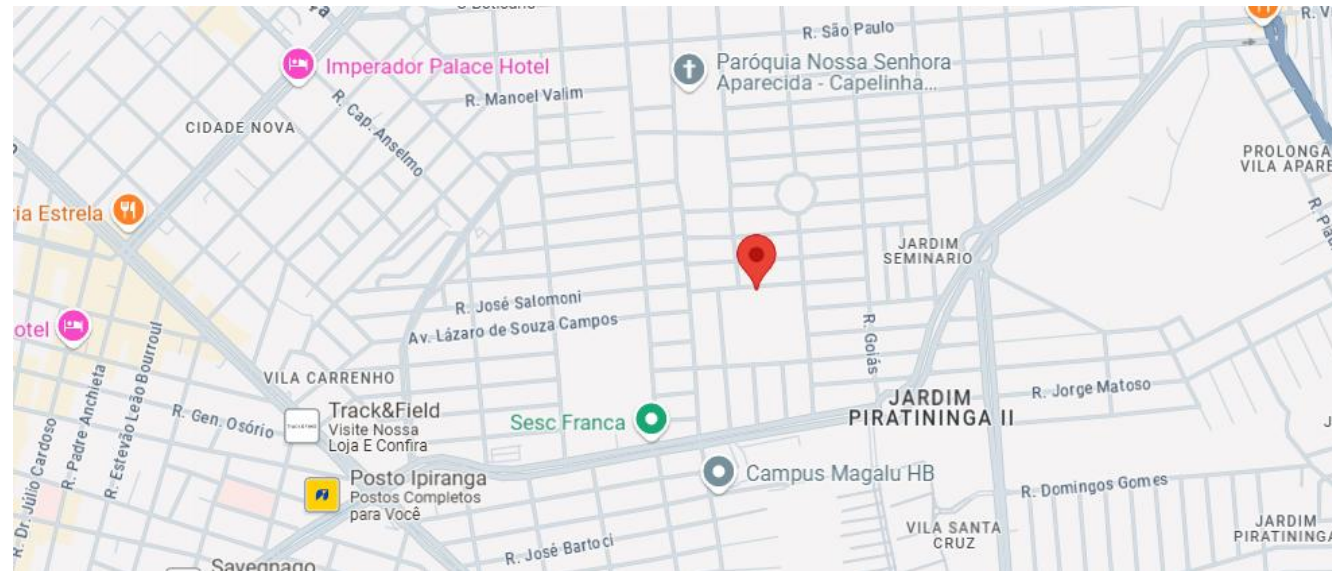 R. São Paulo
Imperador Palace Hotel
Paróquia Nossa Senhora
Aparecida - Capelinha...
R. Manoel Valim
R. Cap. Anselmo
CIDADE NOVA
PROLONGA
VILA APARE
ria Estrela
JARDIM
SEMINARIO
R. José Salomoni
Av. Lázaro de Souza Campos
R. Goiás
otel
VILA CARRENHO
R. Jorge Matoso
JARDIM
PIRATININGA II
Track&Field
Visite Nossa
Loja E Confira
Sesc Franca
R. Gen. Osório
R. Estevão Leão Bourroul
R. Padre Anchieta
R. Dr. Júlio Cardoso
Campus Magalu HB
Posto Ipiranga
Postos Completos
para Você
R. Domingos Gomes
VILA SANTA
CRUZ
JARDIM
PIRATININGA
R. José Bartoci
Savegnago